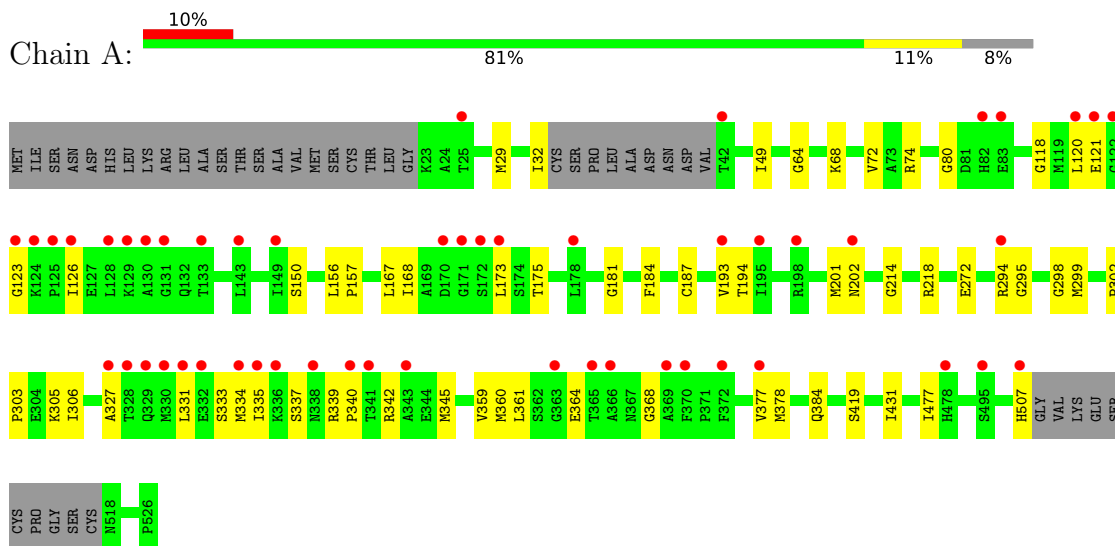 10%
Chain A:
81% 11% 8%
MET ILE SER ASN ASP HIS LEU LYS ARG LEU ALA SER THR SER ALA VAL MET SER CYS THR LEU GLY K23 A24 T25 M29 I32 CYS SER PRO LEU ALA ASP ASN ASP VAL T42 I49 G64 K68 V72 A73 R74 G80 D81 H82 E83 G118 M119 L120 E121 G122
G123 K124 P125 I126 E127 L128 K129 A130 G131 Q132 T133 L143 I149 S150 L156 P157 L167 I168 A169 D170 G171 S172 L173 S174 T175 L178 G181 F184 C187 V193 T194 I195 R198 M201 N202 G214 R218 E272 R294 G295 G298 M299 P302
P303 E304 K305 I306 A327 T328 Q329 M330 L331 E332 S333 M334 I335 K336 S337 N338 R339 P340 T341 R342 A343 E344 M345 V359 M360 L361 S362 G363 E364 T365 A366 N367 G368 A369 F370 P371 F372 V377 M378 Q384 S419 I431 I477 H478 S495 H507 GLY VAL LYS GLU SER
CYS PRO GLY SER CYS N518 P526